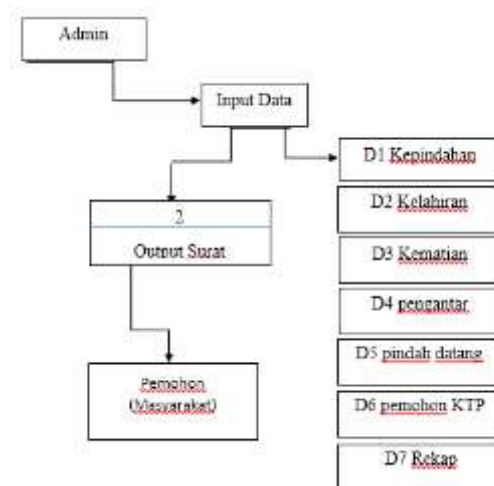 Admin
Input Data
D1 Kepindahan
D2 Kelahiran
2
Output Surat
D3 Kematian
D4 pengantar
D5 pindah datang
Pemohon
(Masyarakat)
D6 pemohon KTP
D7 Rekap